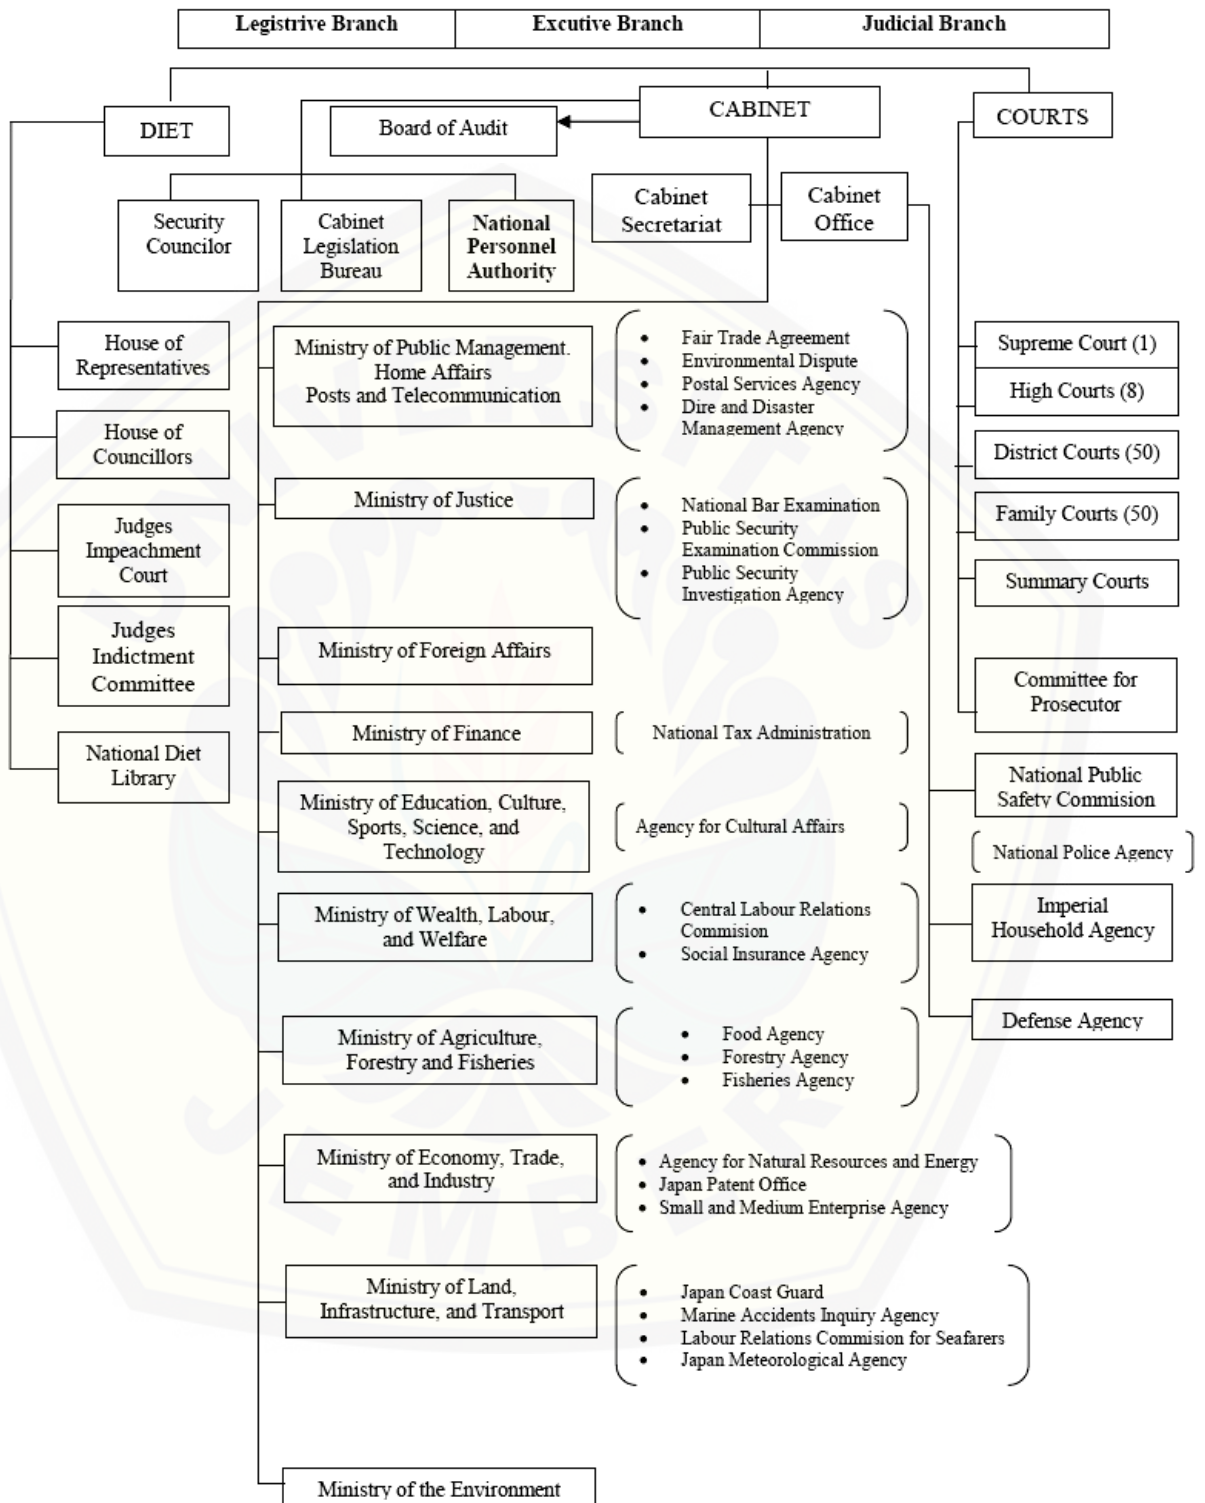 Legistrive Branch
Excutive Branch
Judicial Branch
DIET
Board of Audit
CABINET
COURTS
Security
Councilor
Cabinet
Legislation
Bureau
National
Personnel
Authority
Cabinet
Secretariat
Cabinet
Office
House of
Representatives
House of
Councillors
Judges
Impeachment
Court
Judges
Indictment
Committee
National Diet
Library
Ministry of Public Management.
Home Affairs
Posts and Telecommunication
• Fair Trade Agreement
• Environmental Dispute
• Postal Services Agency
• Dire and Disaster
Management Agency
Ministry of Justice
• National Bar Examination
• Public Security
Examination Commission
• Public Security
Investigation Agency
Ministry of Foreign Affairs
Ministry of Finance
National Tax Administration
Ministry of Education, Culture,
Sports, Science, and
Technology
Agency for Cultural Affairs
Ministry of Wealth, Labour,
and Welfare
• Central Labour Relations
Commision
• Social Insurance Agency
Ministry of Agriculture,
Forestry and Fisheries
• Food Agency
• Forestry Agency
• Fisheries Agency
Ministry of Economy, Trade,
and Industry
• Agency for Natural Resources and Energy
• Japan Patent Office
• Small and Medium Enterprise Agency
Ministry of Land,
Infrastructure, and Transport
• Japan Coast Guard
• Marine Accidents Inquiry Agency
• Labour Relations Commision for Seafarers
• Japan Meteorological Agency
Ministry of the Environment
Supreme Court (1)
High Courts (8)
District Courts (50)
Family Courts (50)
Summary Courts
Committee for
Prosecutor
National Public
Safety Commision
National Police Agency
Imperial
Household Agency
Defense Agency
UNIVERSITAS
JEMBER